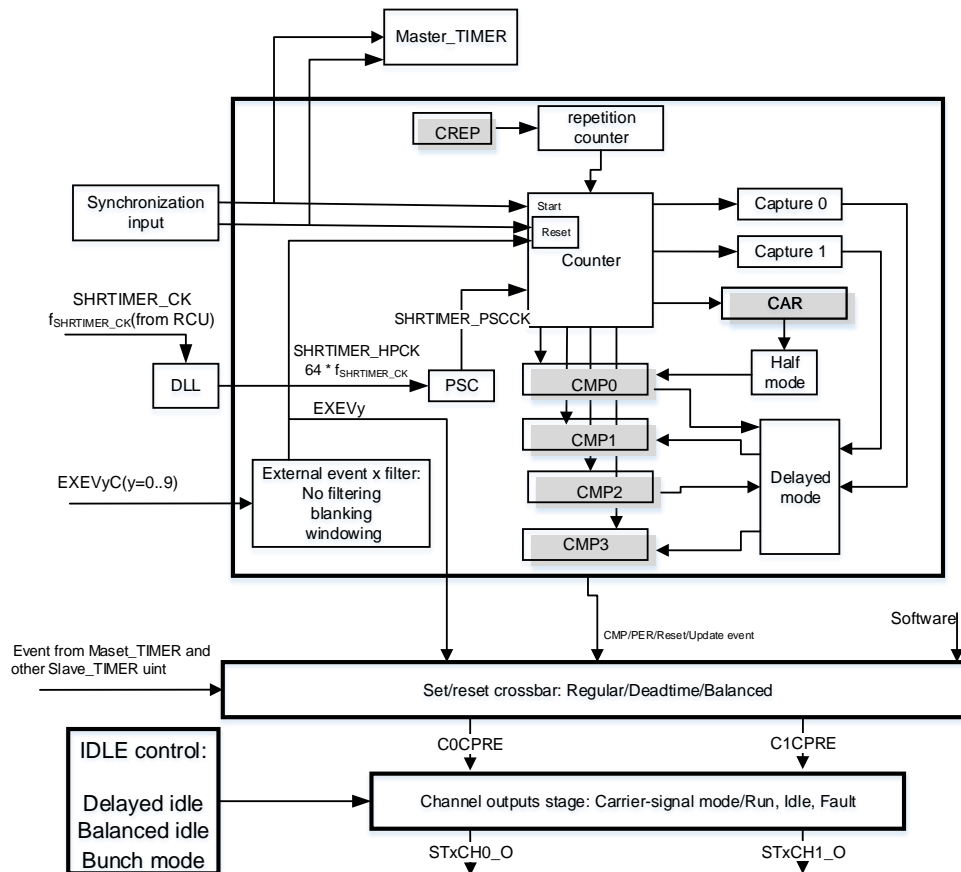 Master_TIMER
CREP
repetition
counter
Synchronization
input
Start
Reset
Counter
Capture 0
Capture 1
SHRTIMER_CK
fSHRTIMER_CK(from RCU)
SHRTIMER_PSCCK
CAR
Half
mode
DLL
SHRTIMER_HPCK
64 * fSHRTIMER_CK
PSC
CMP0
EXEVy
CMP1
EXEVyC(y=0..9)
External event x filter:
No filtering
blanking
windowing
CMP2
Delayed
mode
CMP3
CMP/PER/Reset/Update event
Software
Event from Maset_TIMER and
other Slave_TIMER uint
Set/reset crossbar: Regular/Deadtime/Balanced
C0CPRE
C1CPRE
IDLE control:
Delayed idle
Balanced idle
Bunch mode
Channel outputs stage: Carrier-signal mode/Run, Idle, Fault
STxCH0_O
STxCH1_O